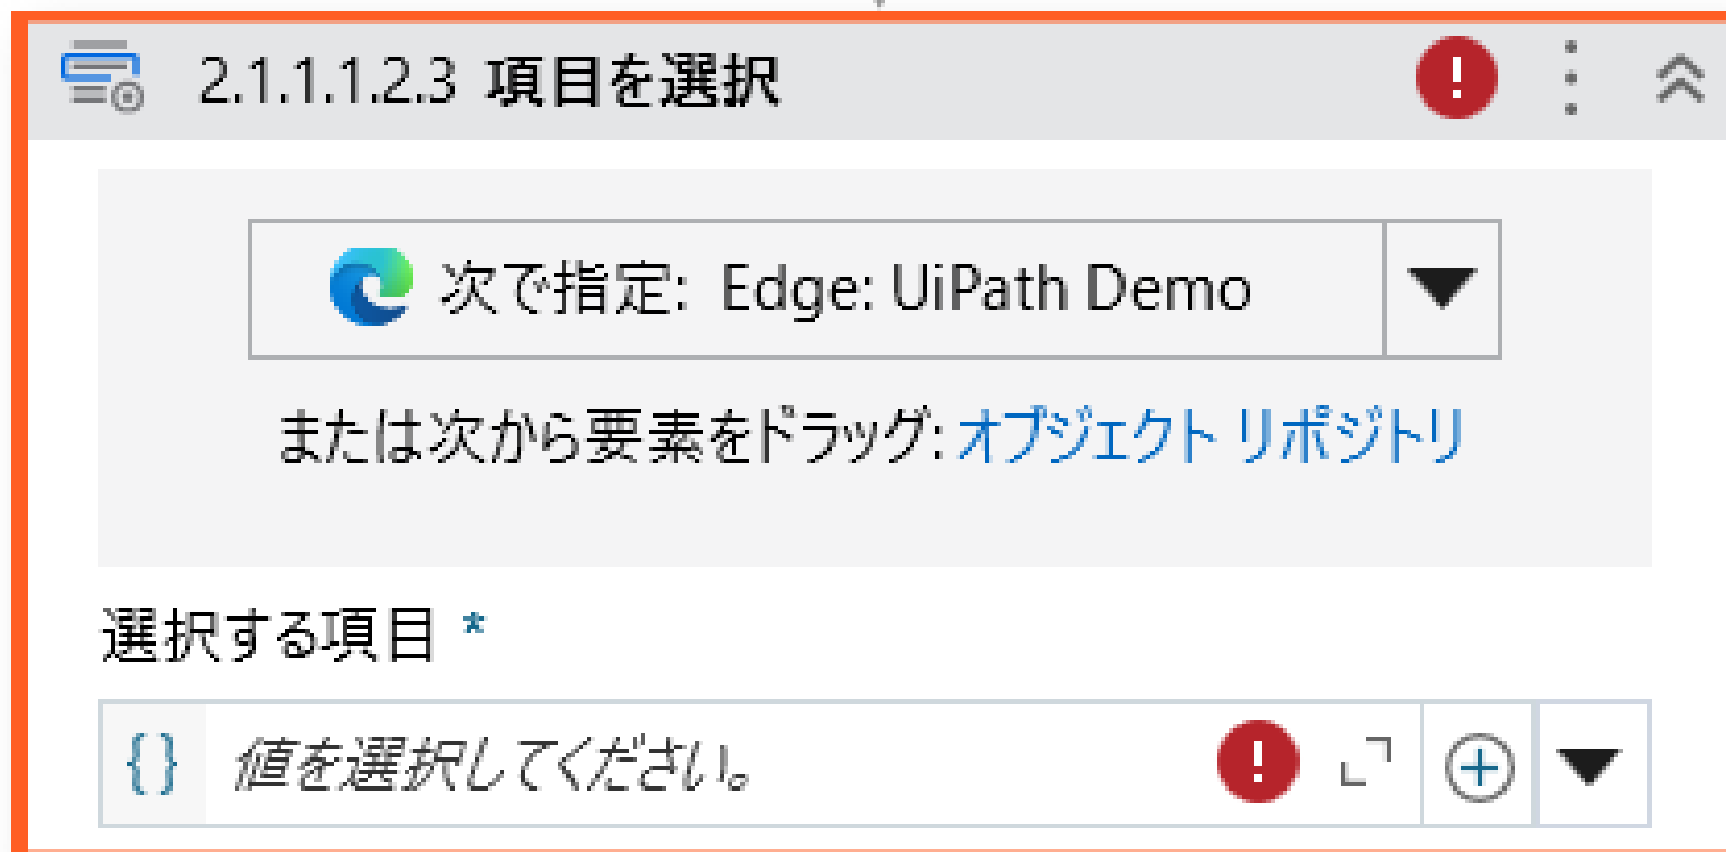 2.1.1.1.2.3 項目を選択
次で指定: Edge: UiPath Demo
または次から要素をドラッグ: オブジェクト リポジトリ
選択する項目 *
{} 値を選択してください。